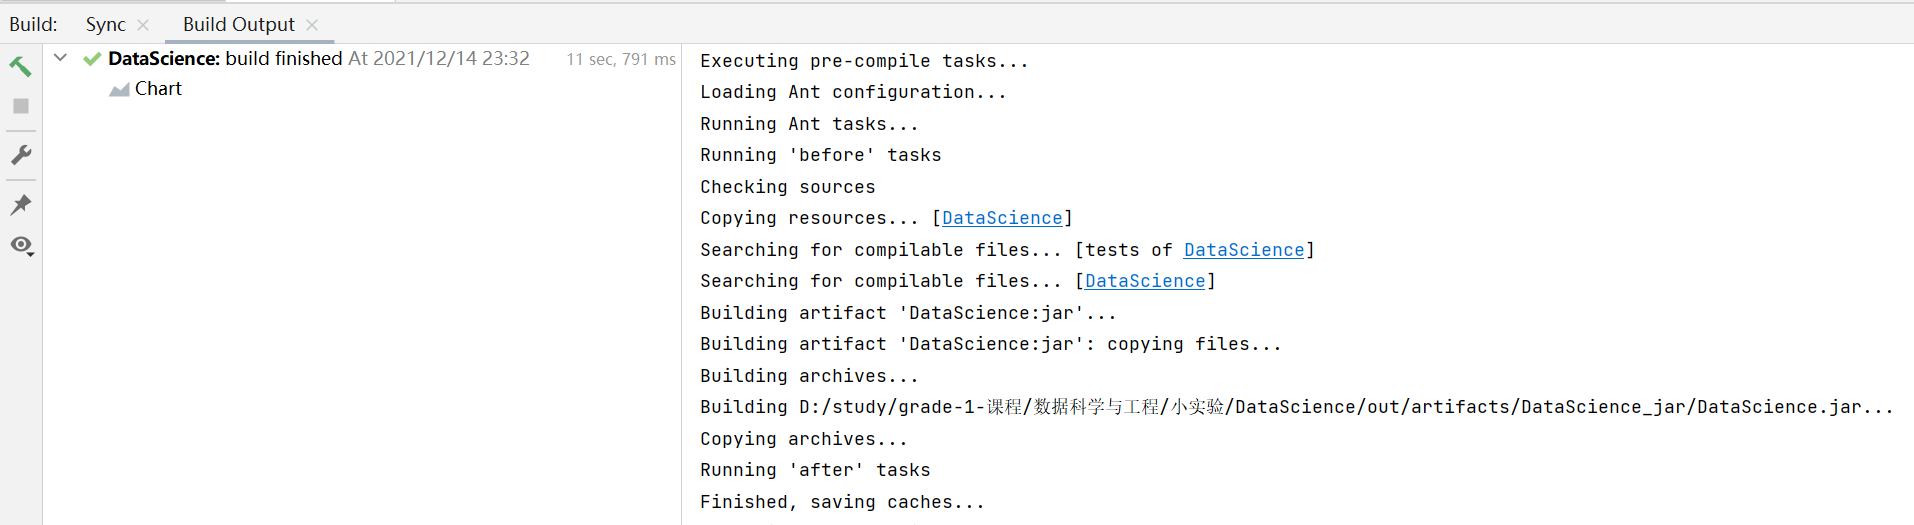 Build: Sync Build Output
DataScience: build finished At 2021/12/14 23:32 11 sec, 791 ms
Chart
Executing pre-compile tasks...
Loading Ant configuration...
Running Ant tasks...
Running 'before' tasks
Checking sources
Copying resources... [DataScience]
Searching for compilable files... [tests of DataScience]
Searching for compilable files... [DataScience]
Building artifact 'DataScience:jar'...
Building artifact 'DataScience:jar': copying files...
Building archives...
Building D:/study/grade-1-课程/数据科学与工程/小实验/DataScience/out/artifacts/DataScience_jar/DataScience.jar...
Copying archives...
Running 'after' tasks
Finished, saving caches...